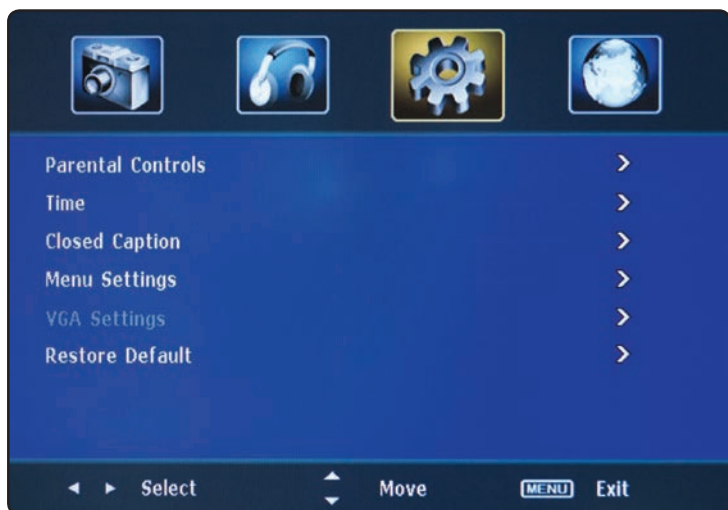 Parental Controls
Time
Closed Caption
Menu Settings
VGA Settings
Restore Default
Select Move MENU Exit